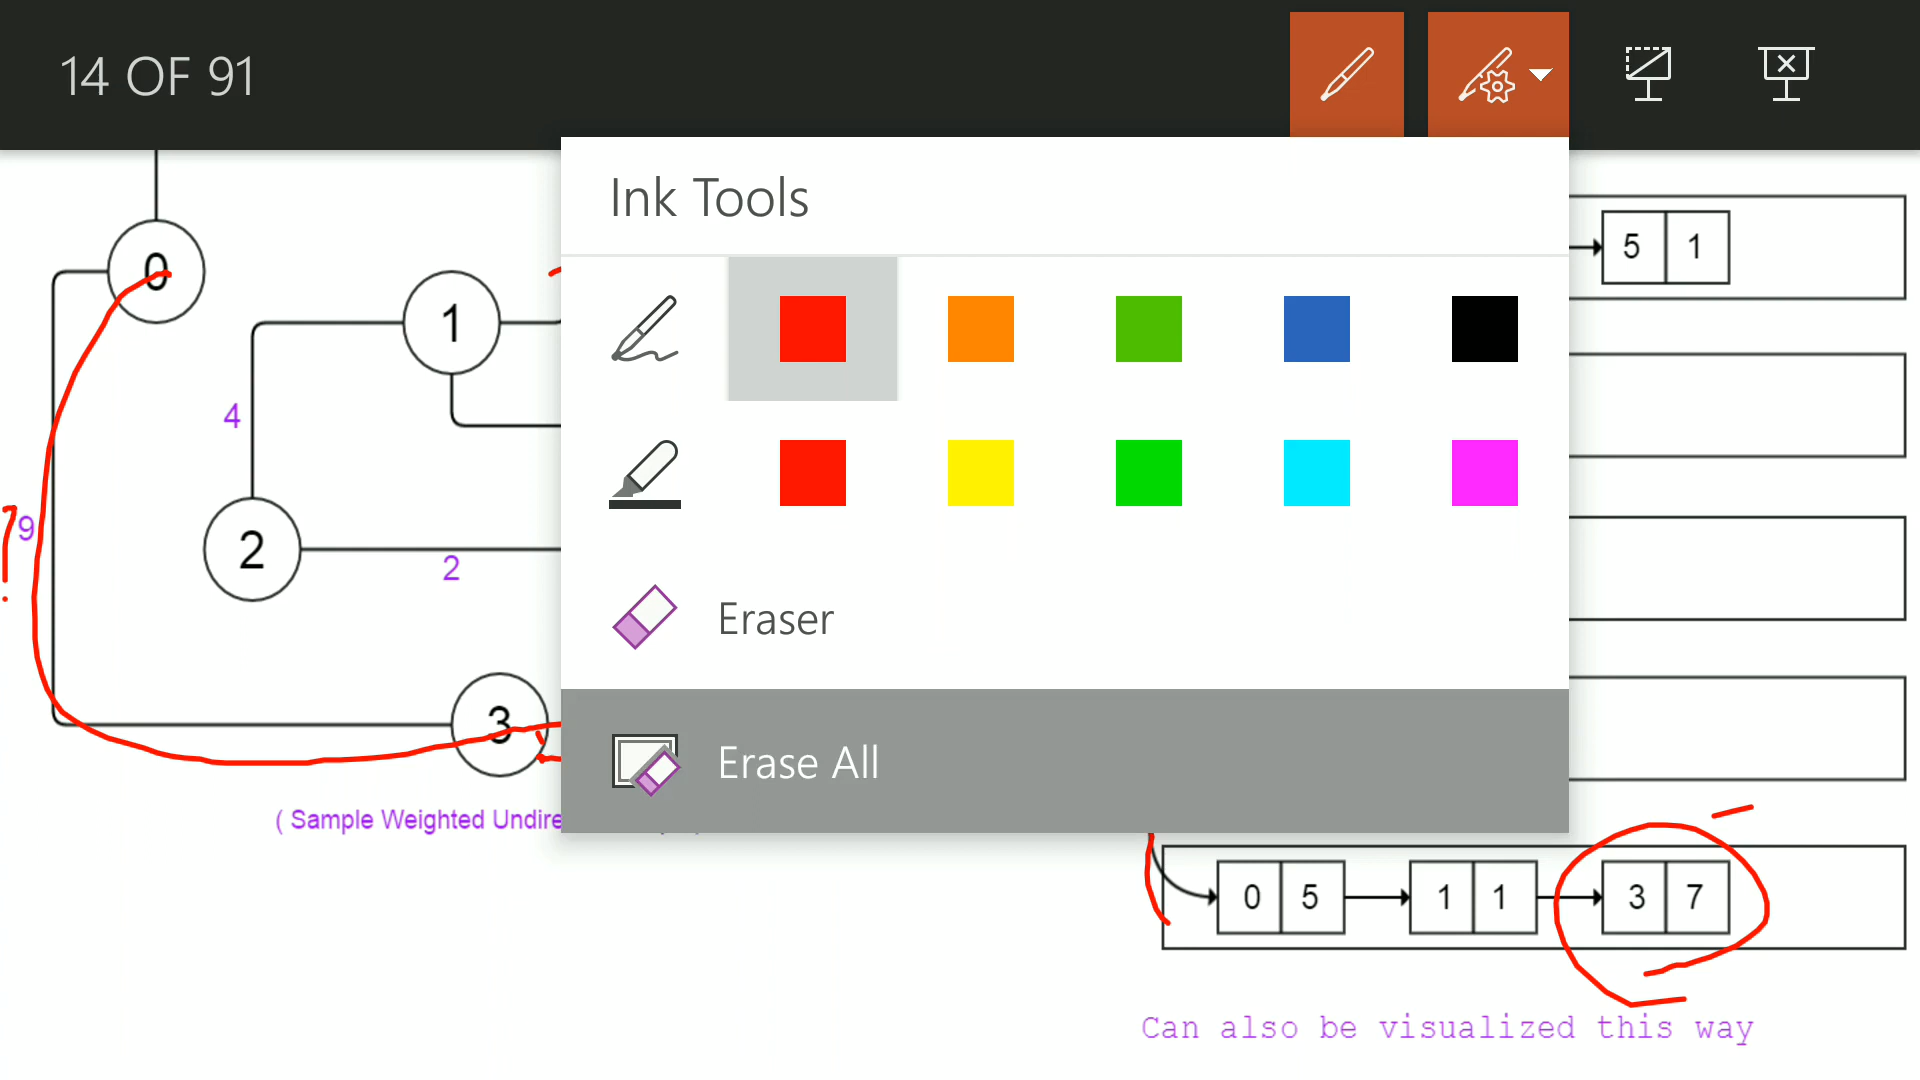 14 OF 91
Ink Tools
5 1
0
1
4
9
2
2
Eraser
3
Erase All
( Sample Weighted Undire
0 5 1 1 3 7
Can also be visualized this way